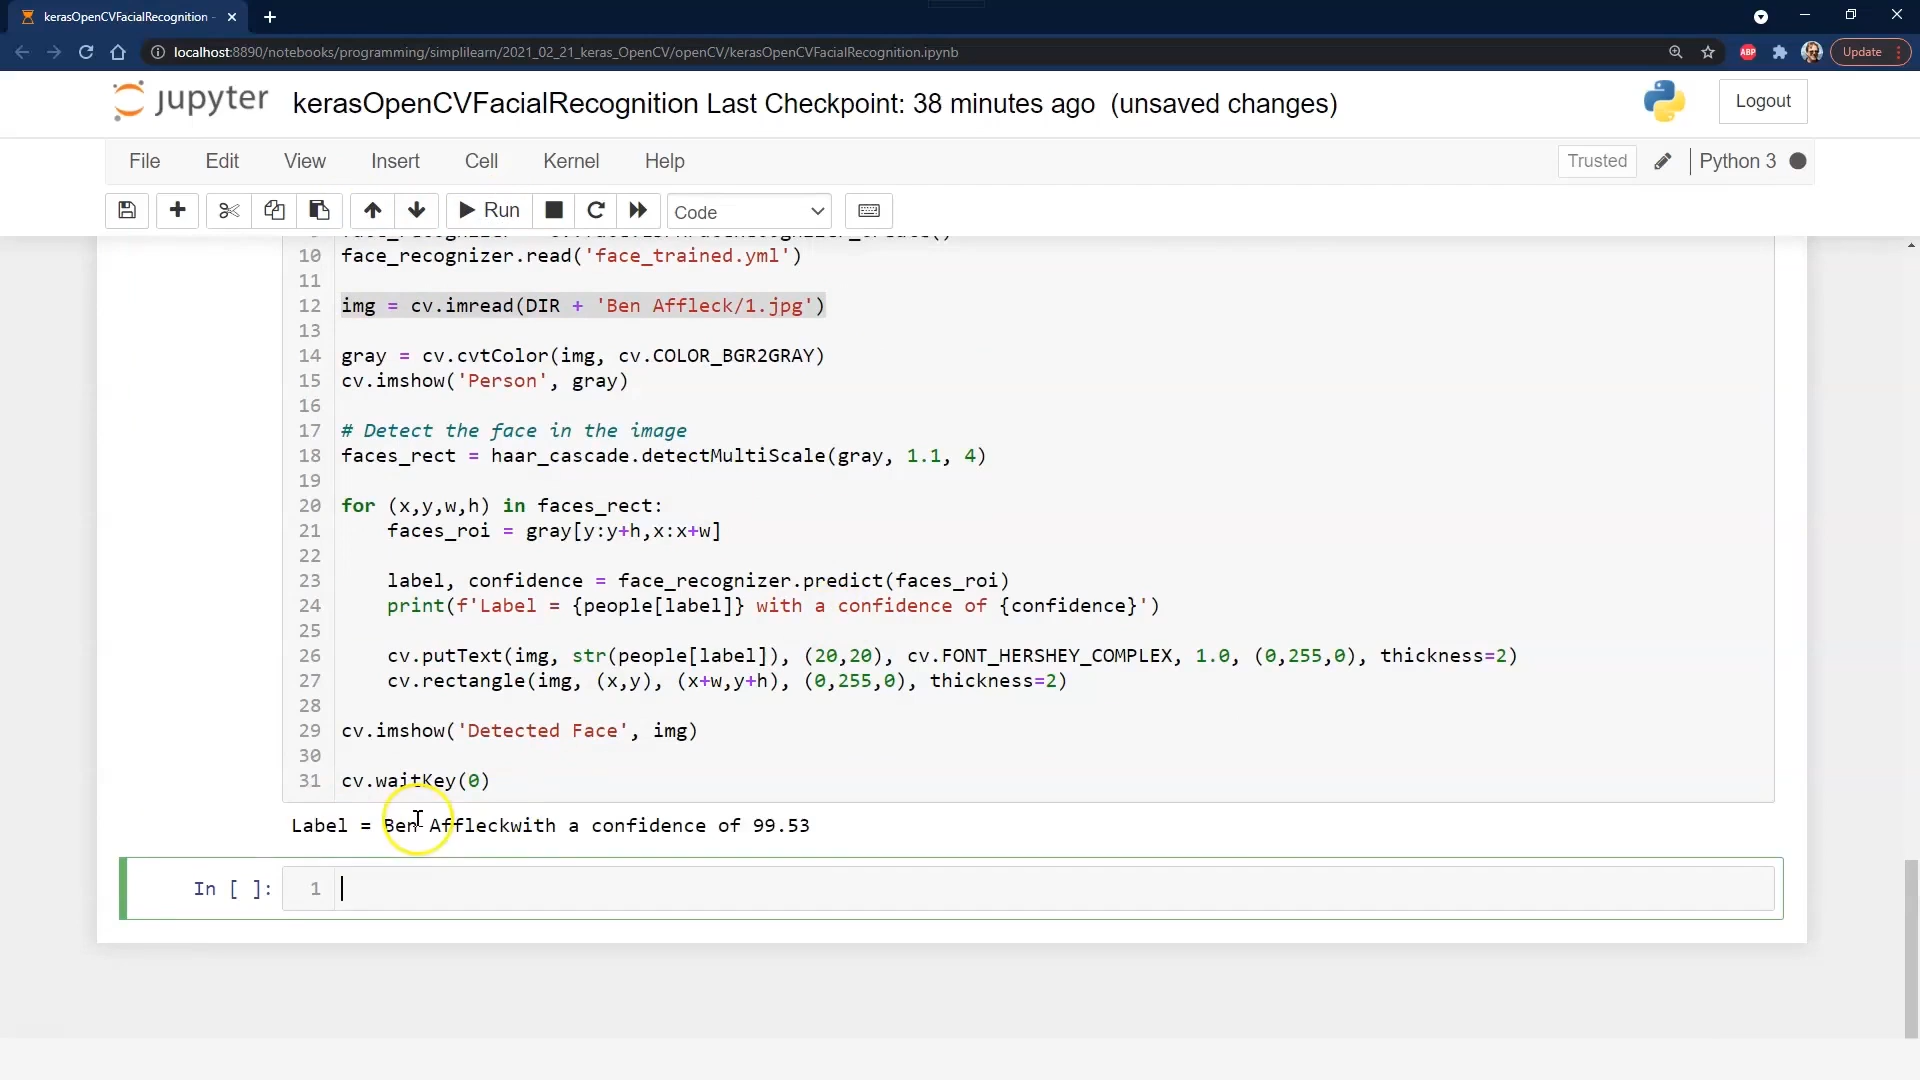 kerasOpenCVFacialRecognition -
localhost:8890/notebooks/programming/simplilearn/2021_02_21_keras_OpenCV/openCV/kerasOpenCVFacialRecognition.ipynb
ABP
Update
jupyter kerasOpenCVFacialRecognition Last Checkpoint: 38 minutes ago (unsaved changes)
Logout
File Edit View Insert Cell Kernel Help
Trusted Python 3
Run Code
10 face_recognizer.read('face_trained.yml')
11
12 img = cv.imread(DIR + 'Ben Affleck/1.jpg')
13
14 gray = cv.cvtColor(img, cv.COLOR_BGR2GRAY)
15 cv.imshow('Person', gray)
16
17 # Detect the face in the image
18 faces_rect = haar_cascade.detectMultiScale(gray, 1.1, 4)
19
20 for (x,y,w,h) in faces_rect:
21 faces_roi = gray[y:y+h,x:x+w]
22
23 label, confidence = face_recognizer.predict(faces_roi)
24 print(f'Label = {people[label]} with a confidence of {confidence}')
25
26 cv.putText(img, str(people[label]), (20,20), cv.FONT_HERSHEY_COMPLEX, 1.0, (0,255,0), thickness=2)
27 cv.rectangle(img, (x,y), (x+w,y+h), (0,255,0), thickness=2)
28
29 cv.imshow('Detected Face', img)
30
31 cv.waitKey(0)
Label = Ben Affleckwith a confidence of 99.53
In [ ]: 1